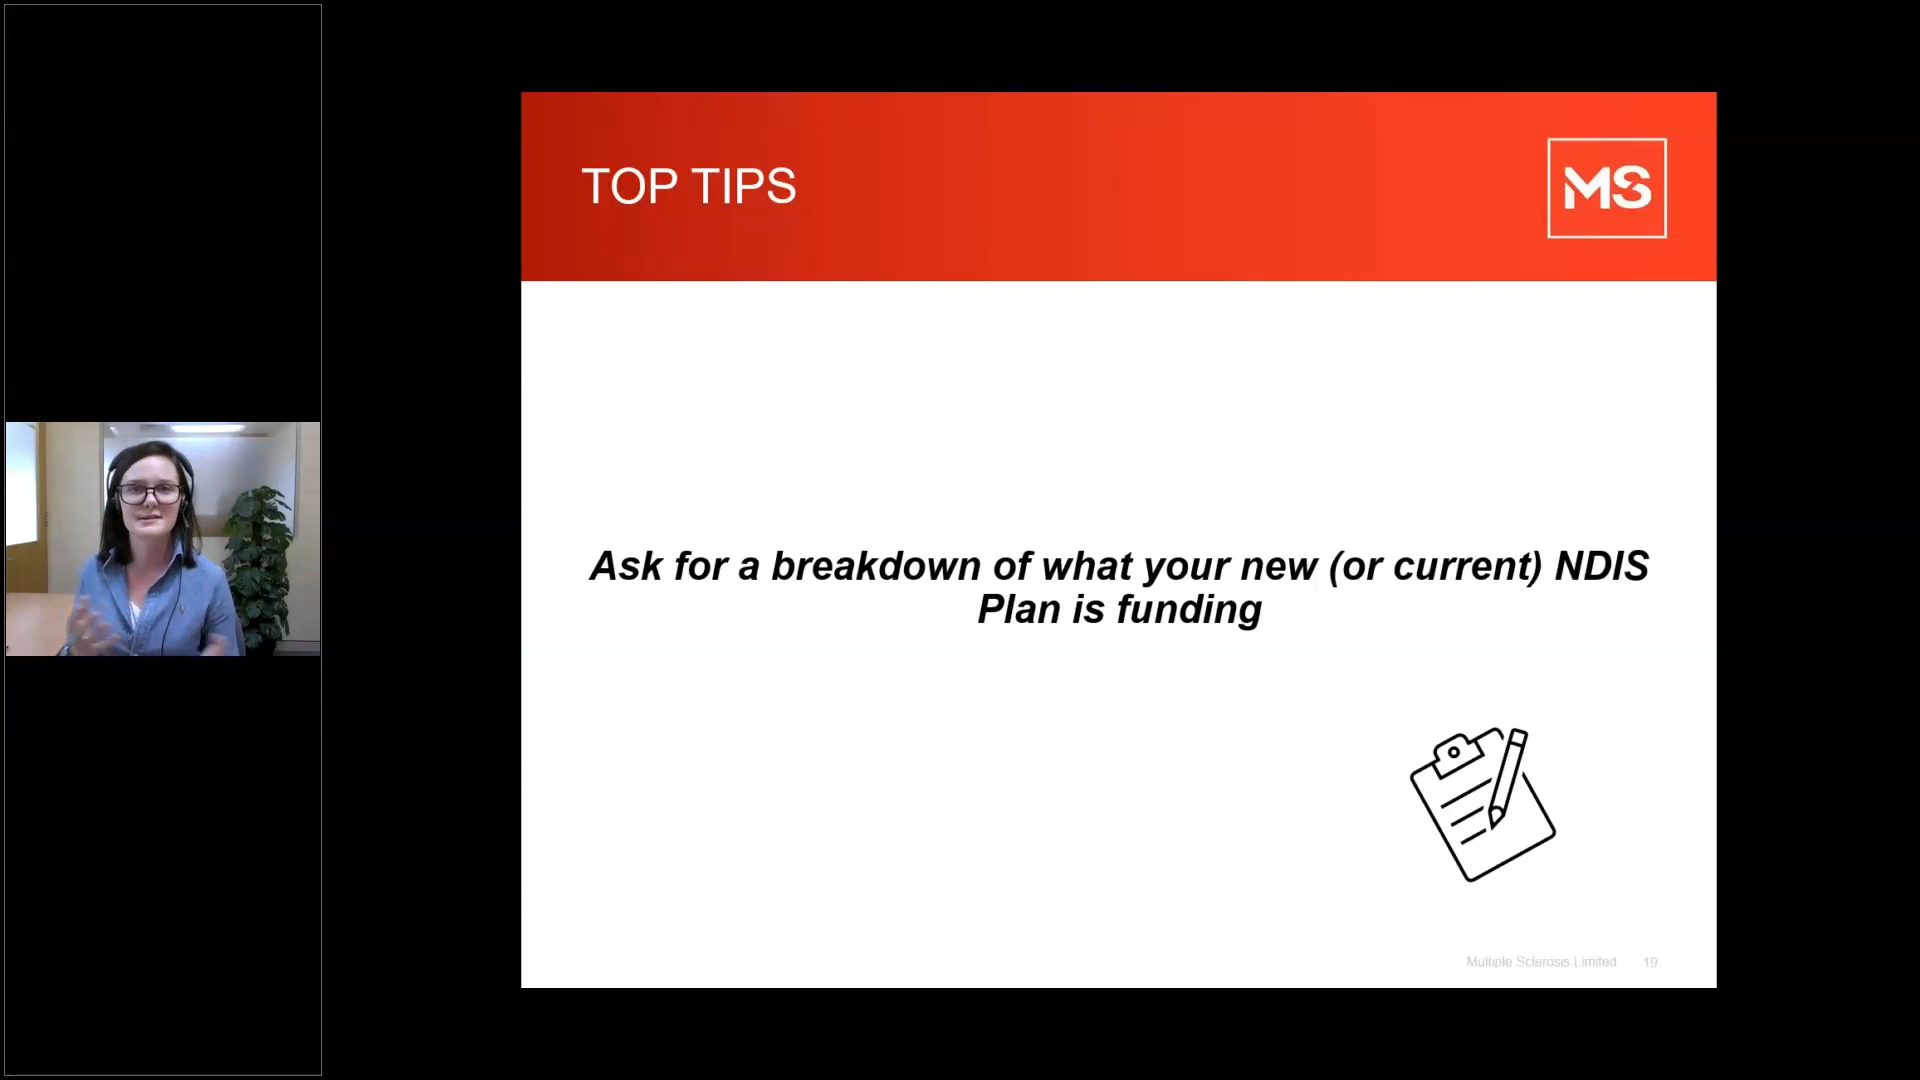 TOP TIPS
MS
Ask for a breakdown of what your new (or current) NDIS
Plan is funding
Multiple Sclerosis Limited 19